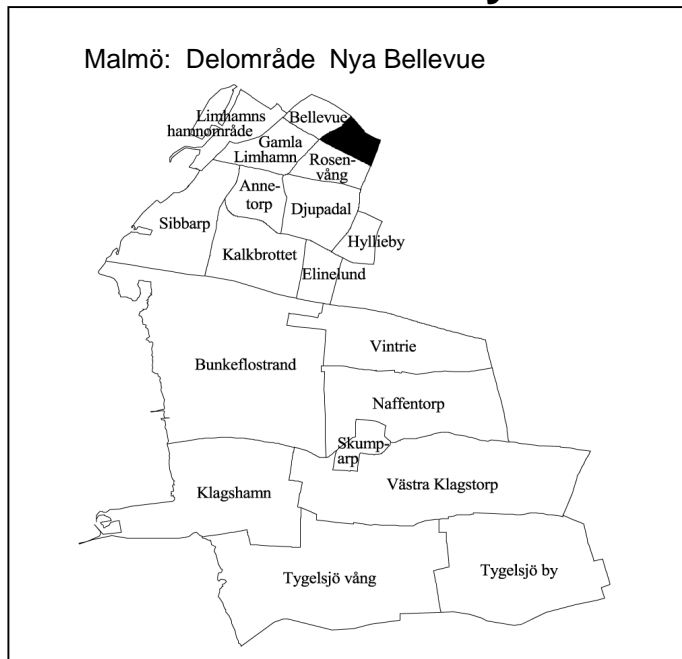 Malmö: Delområde Nya Bellevue
Limhamns
hamnområde
Bellevue
Gamla
Limhamn
Rosen-
vång
Anne-
torp
Djupadal
Sibbarp
Hyllieby
Kalkbrottet
Elinelund
Vintrie
Bunkeflostrand
Naffentorp
Skump-
arp
Klagshamn
Västra Klagstorp
Tygelsjö vång
Tygelsjö by